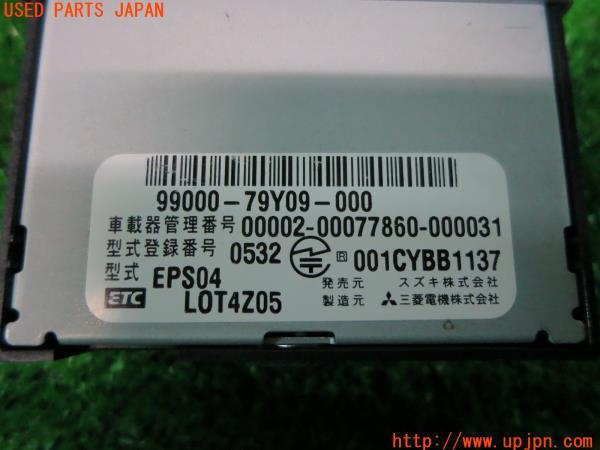 USED PARTS JAPAN
99000-79Y09-000
車載器管理番号 00002-00077860-000031
型式登録番号 0532 R 001CYBB1137
型式 EPS04 発売元 スズキ株式会社
ETC LOT4Z05 製造元 三菱電機株式会社
http://www.upjpn.com